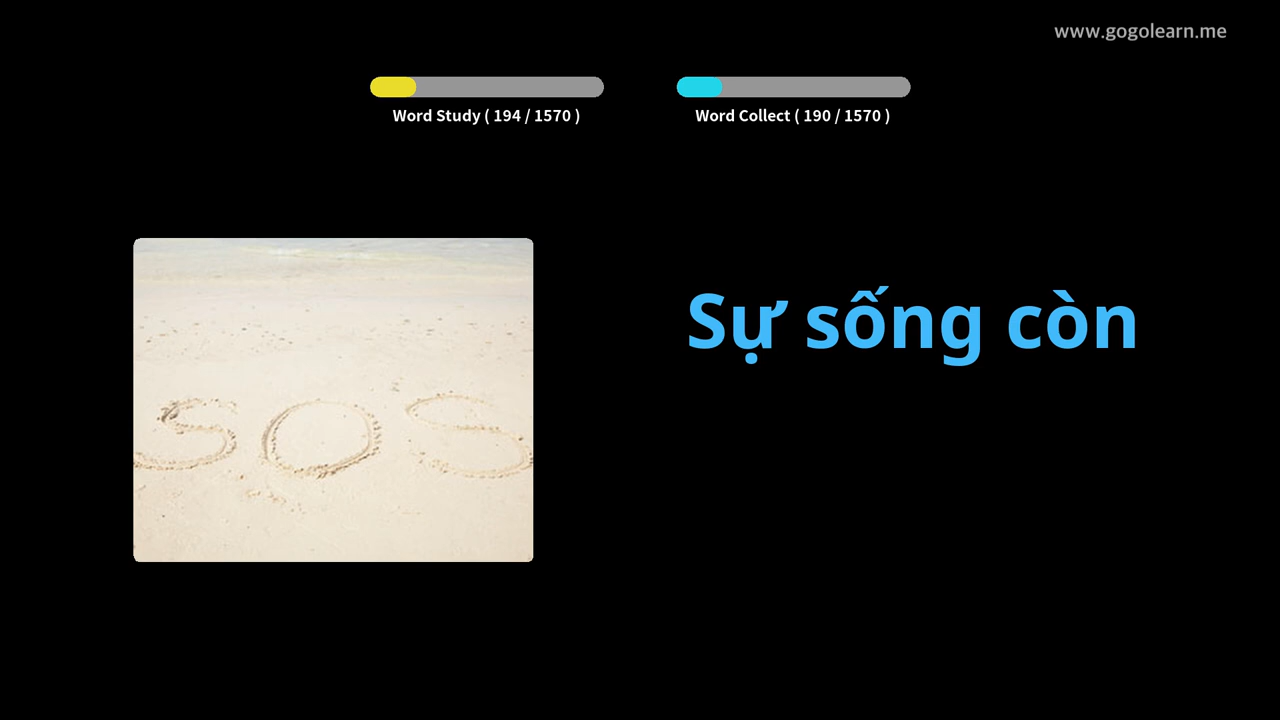 www.gogolearn.me
Word Study ( 194 / 1570 )
Word Collect ( 190 / 1570 )
Sự sống còn
SOS